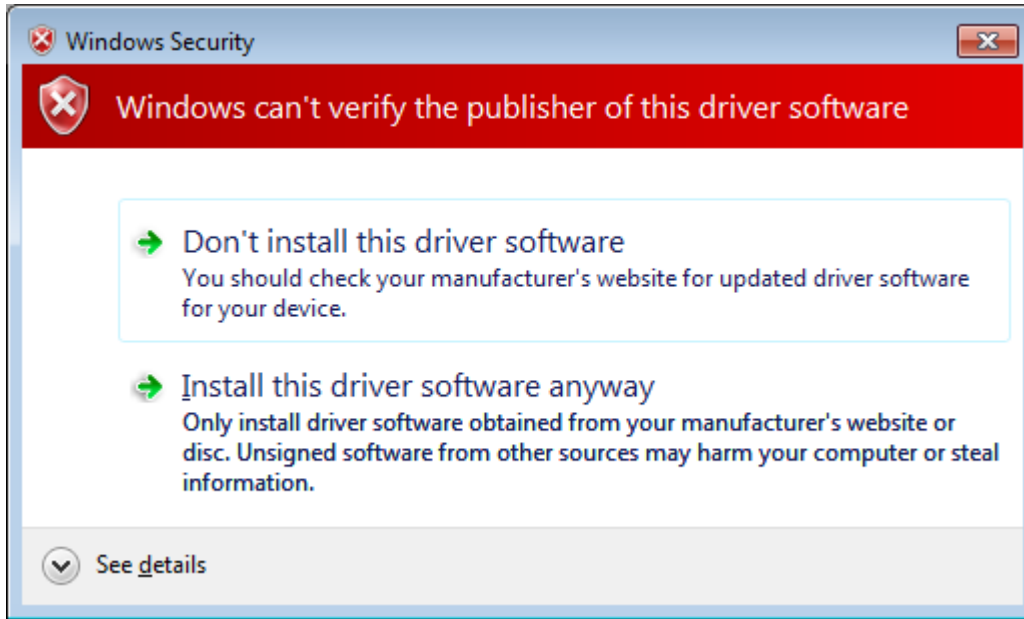 Windows Security
Windows can't verify the publisher of this driver software
Don't install this driver software
You should check your manufacturer's website for updated driver software
for your device.
Install this driver software anyway
Only install driver software obtained from your manufacturer's website or
disc. Unsigned software from other sources may harm your computer or steal
information.
See details